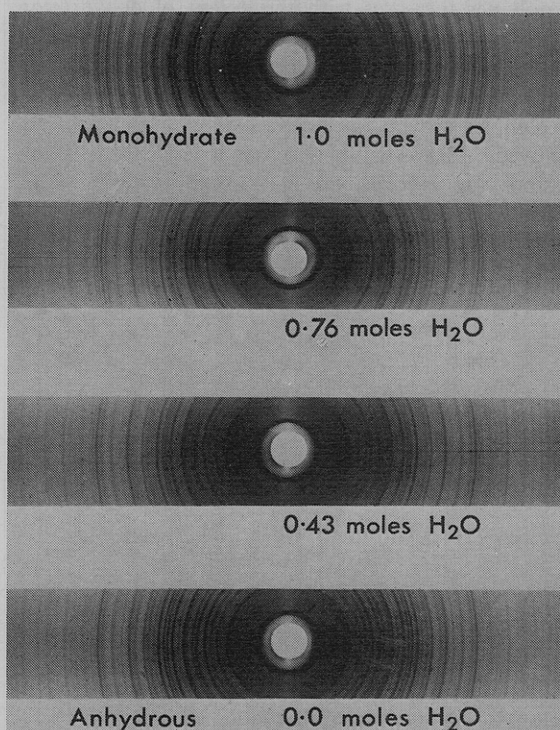 Monohydrate 1·0 moles H₂O
0·76 moles H₂O
0·43 moles H₂O
Anhydrous 0·0 moles H₂O